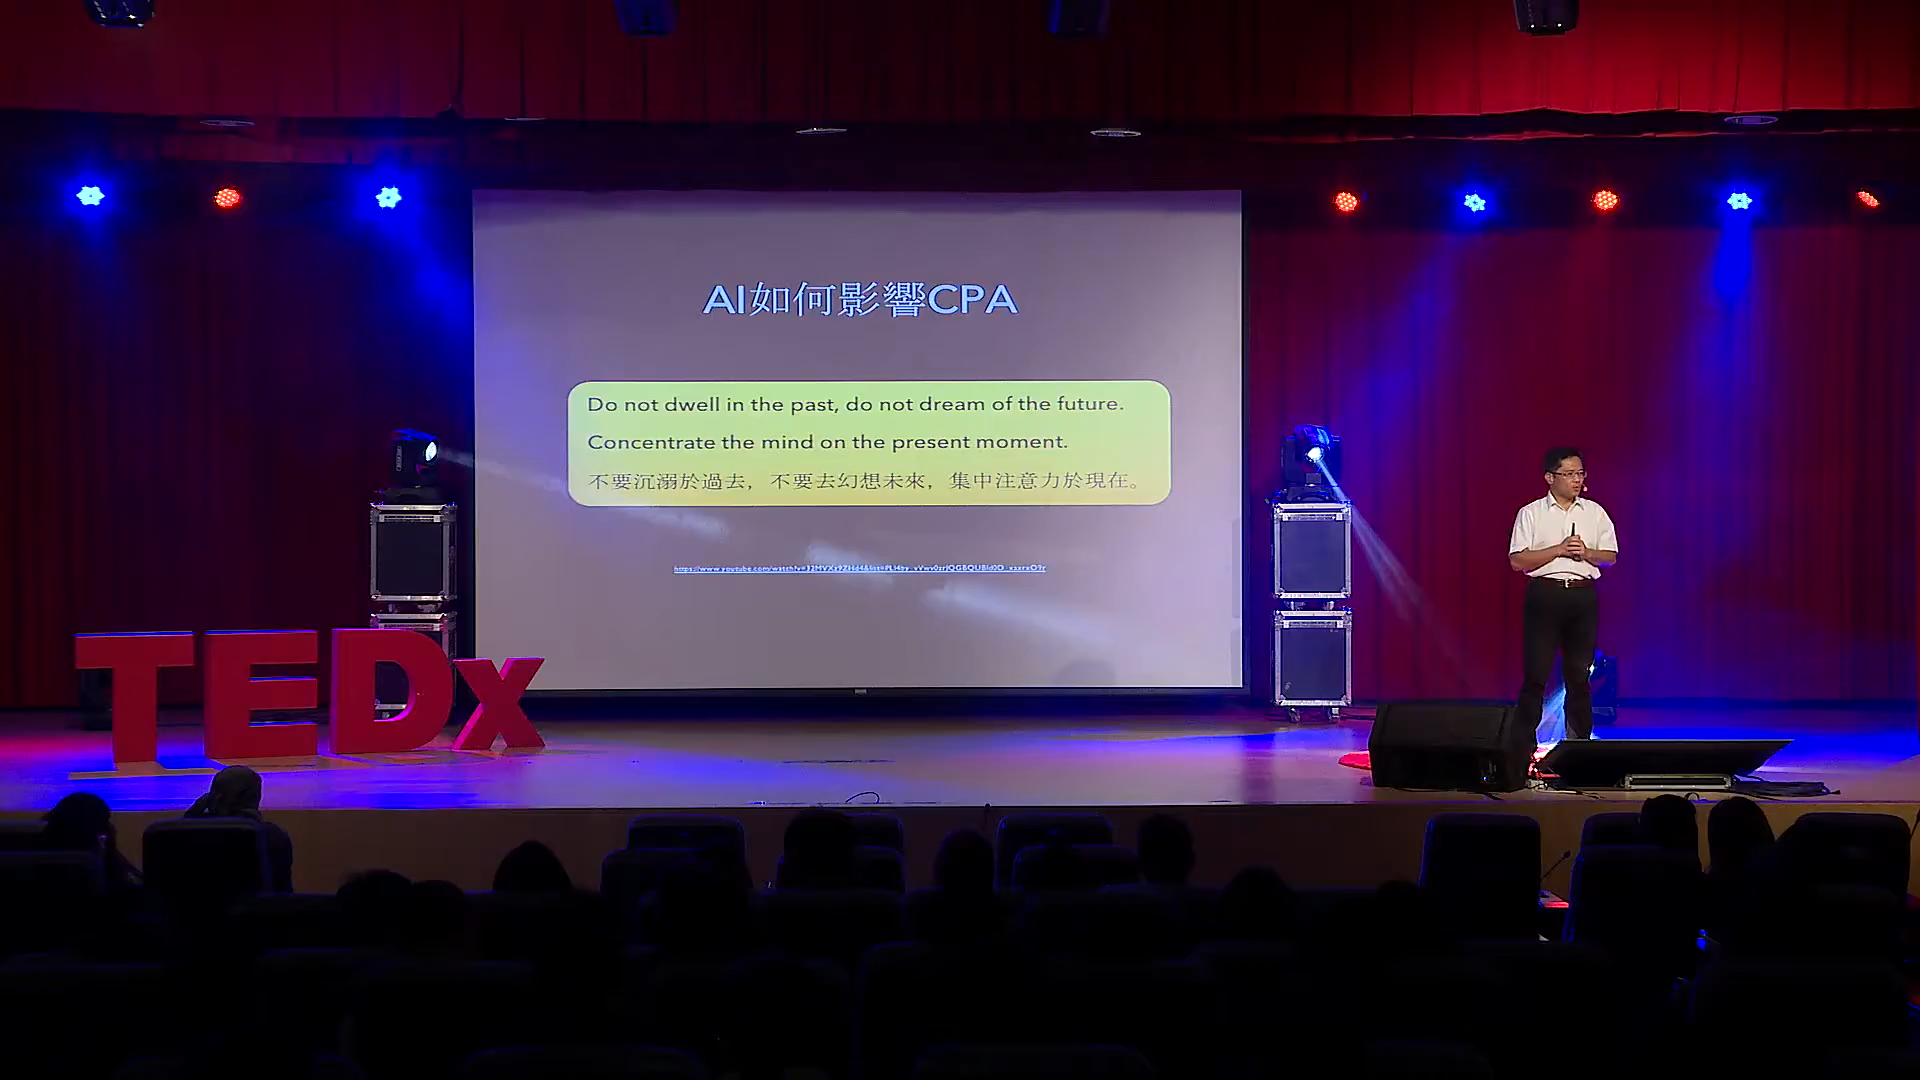 AI如何影響CPA
Do not dwell in the past, do not dream of the future.
Concentrate the mind on the present moment.
不要沉溺於過去，不要去幻想未來，集中注意力於現在。
TEDx